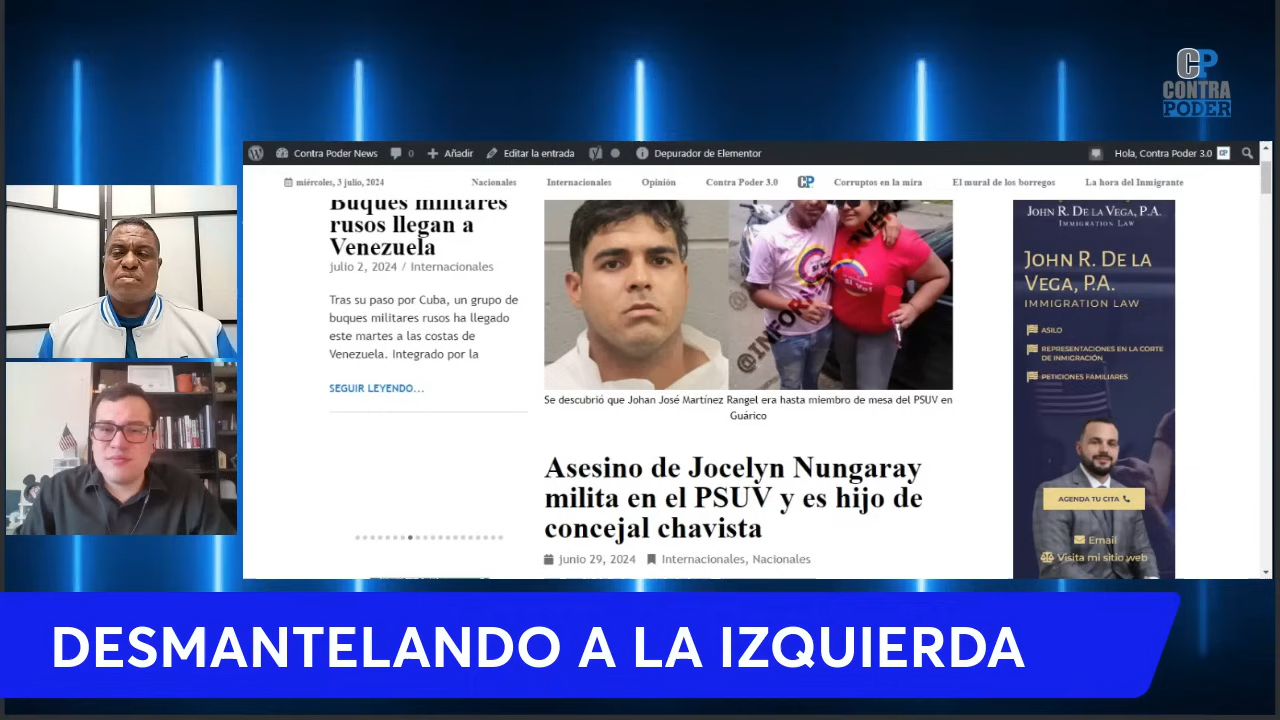 CP
CONTRA
PODER
Contra Poder News
0
Añadir
Editar la entrada
Depurador de Elementor
Hola, Contra Poder 3.0
CP
miércoles, 3 julio, 2024
Nacionales
Internacionales
Opinión
Contra Poder 3.0
CP
Corruptos en la mira
El mural de los borregos
La hora del Inmigrante
Buques militares
rusos llegan a
Venezuela
julio 2, 2024 / Internacionales
Tras su paso por Cuba, un grupo de
buques militares rusos ha llegado
este martes a las costas de
Venezuela. Integrado por la
SEGUIR LEYENDO...
Se descubrió que Johan José Martínez Rangel era hasta miembro de mesa del PSUV en
Guárico
Asesino de Jocelyn Nungaray
milita en el PSUV y es hijo de
concejal chavista
junio 29, 2024
Internacionales, Nacionales
JOHN R. DE LA VEGA, P.A.
IMMIGRATION LAW
JOHN R. DE LA
VEGA, P.A.
IMMIGRATION LAW
ASILO
REPRESENTACIONES EN LA CORTE
DE INMIGRACIÓN
PETICIONES FAMILIARES
AGENDA TU CITA
Email
Visita mi sitio web
DESMANTELANDO A LA IZQUIERDA